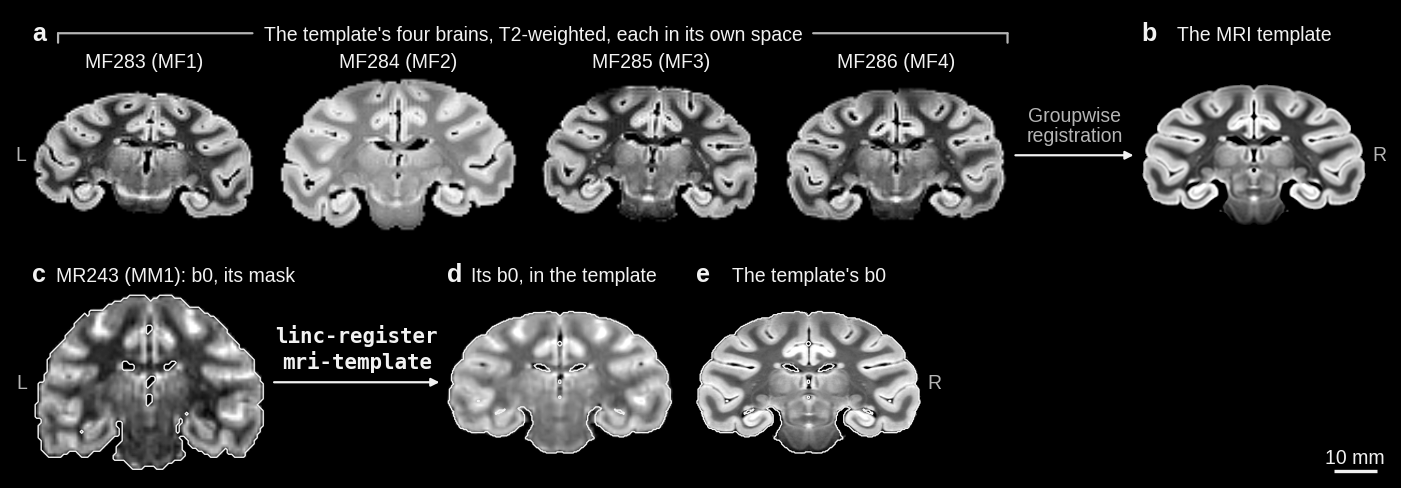 a The template's four brains, T2-weighted, each in its own space
b The MRI template
MF283 (MF1) MF284 (MF2) MF285 (MF3) MF286 (MF4)
Groupwise
registration
L R
c MR243 (MM1): b0, its mask
d Its b0, in the template
e The template's b0
linc-register
mri-template
L R
10 mm